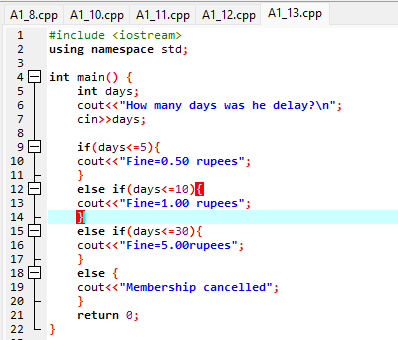 A1_8.cpp A1_10.cpp A1_11.cpp A1_12.cpp A1_13.cpp
1 #include <iostream>
2 using namespace std;
3
4 int main() {
5 int days;
6 cout<<"How many days was he delay?\n";
7 cin>>days;
8
9 if(days<=5){
10 cout<<"Fine=0.50 rupees";
11 }
12 else if(days<=10){
13 cout<<"Fine=1.00 rupees";
14 }
15 else if(days<=30){
16 cout<<"Fine=5.00rupees";
17 }
18 else {
19 cout<<"Membership cancelled";
20 }
21 return 0;
22 }